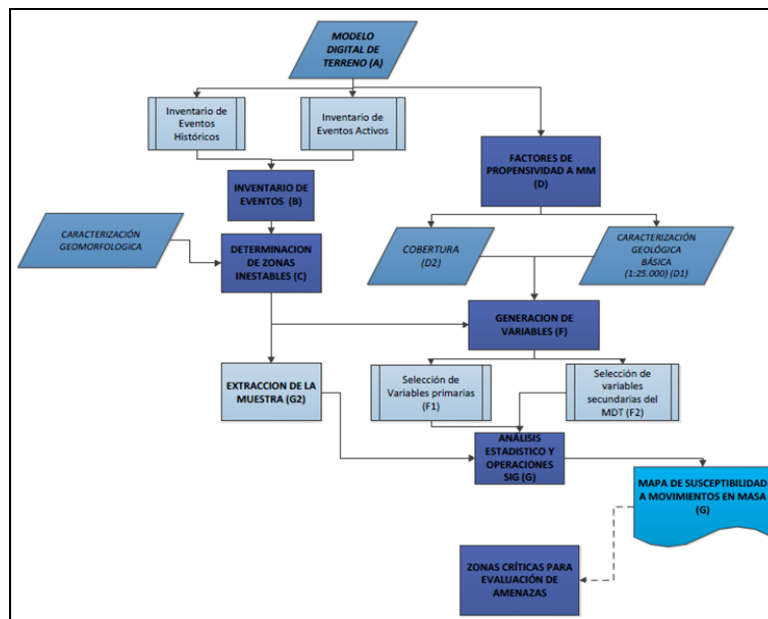 MODELO
DIGITAL DE
TERRENO (A)
Inventario de
Eventos
Históricos
Inventario de
Eventos Activos
FACTORES DE
PROPENSIVIDAD A MM
(D)
INVENTARIO DE
EVENTOS (B)
CARACTERIZACIÓN
GEOMORFOLOGICA
DETERMINACION
DE ZONAS
INESTABLES (C)
COBERTURA
(D2)
CARACTERIZACIÓN
GEOLÓGICA
BÁSICA
(1:25.000) (D1)
GENERACION DE
VARIABLES (F)
EXTRACCION DE LA
MUESTRA (G2)
Selección de
Variables primarias
(F1)
Selección de
variables
secundarias del
MDT (F2)
ANÁLISIS
ESTADISTICO Y
OPERACIONES
SIG (G)
MAPA DE SUSCEPTIBILIDAD
A MOVIMIENTOS EN MASA
(G)
ZONAS CRÍTICAS PARA
EVALUACIÓN DE
AMENAZAS